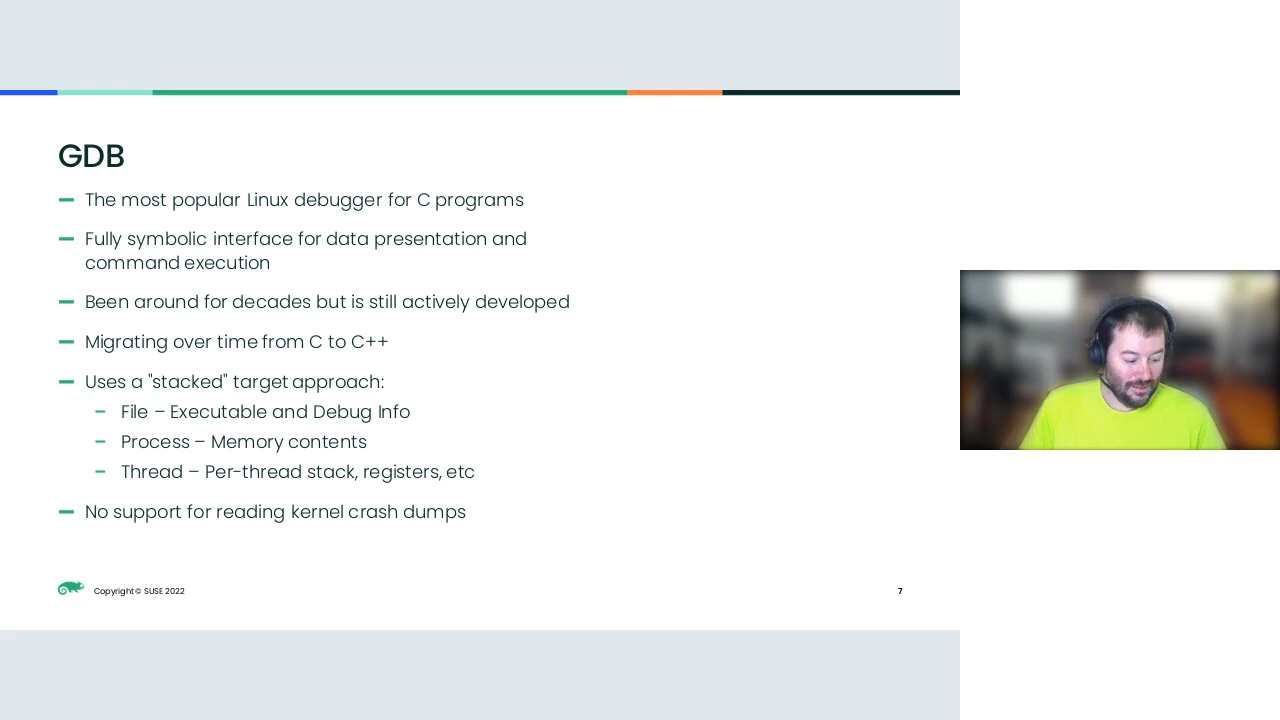 GDB
The most popular Linux debugger for C programs
Fully symbolic interface for data presentation and
command execution
Been around for decades but is still actively developed
Migrating over time from C to C++
Uses a "stacked" target approach:
– File – Executable and Debug Info
– Process – Memory contents
– Thread – Per-thread stack, registers, etc
No support for reading kernel crash dumps
Copyright © SUSE 2022
7